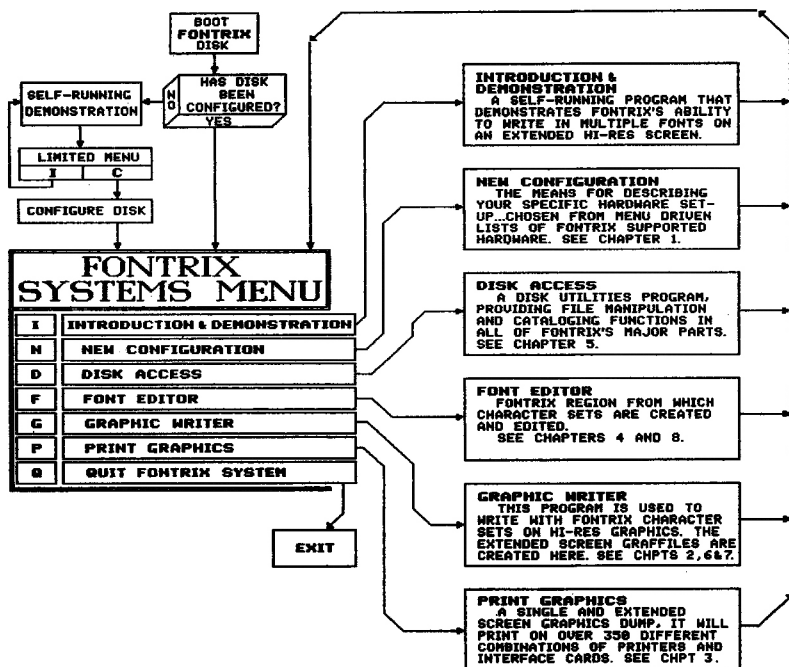 BOOT
FONTRIX
DISK
HAS DISK
BEEN
CONFIGURED?
NO
YES
SELF-RUNNING
DEMONSTRATION
LIMITED MENU
I C
CONFIGURE DISK
FONTRIX
SYSTEMS MENU
I INTRODUCTION & DEMONSTRATION
N NEW CONFIGURATION
D DISK ACCESS
F FONT EDITOR
G GRAPHIC WRITER
P PRINT GRAPHICS
Q QUIT FONTRIX SYSTEM
EXIT
INTRODUCTION &
DEMONSTRATION
A SELF-RUNNING PROGRAM THAT
DEMONSTRATES FONTRIX'S ABILITY
TO WRITE IN MULTIPLE FONTS ON
AN EXTENDED HI-RES SCREEN.
NEW CONFIGURATION
THE MEANS FOR DESCRIBING
YOUR SPECIFIC HARDWARE SET-
UP...CHOSEN FROM MENU DRIVEN
LISTS OF FONTRIX SUPPORTED
HARDWARE. SEE CHAPTER 1.
DISK ACCESS
A DISK UTILITIES PROGRAM,
PROVIDING FILE MANIPULATION
AND CATALOGING FUNCTIONS IN
ALL OF FONTRIX'S MAJOR PARTS.
SEE CHAPTER 5.
FONT EDITOR
FONTRIX REGION FROM WHICH
CHARACTER SETS ARE CREATED
AND EDITED.
SEE CHAPTERS 4 AND 8.
GRAPHIC WRITER
THIS PROGRAM IS USED TO
WRITE WITH FONTRIX CHARACTER
SETS ON HI-RES GRAPHICS. THE
EXTENDED SCREEN GRAFFILES ARE
CREATED HERE. SEE CHPTS 2,6&7.
PRINT GRAPHICS
A SINGLE AND EXTENDED
SCREEN GRAPHICS DUMP, IT WILL
PRINT ON OVER 350 DIFFERENT
COMBINATIONS OF PRINTERS AND
INTERFACE CARDS. SEE CHPT 3.